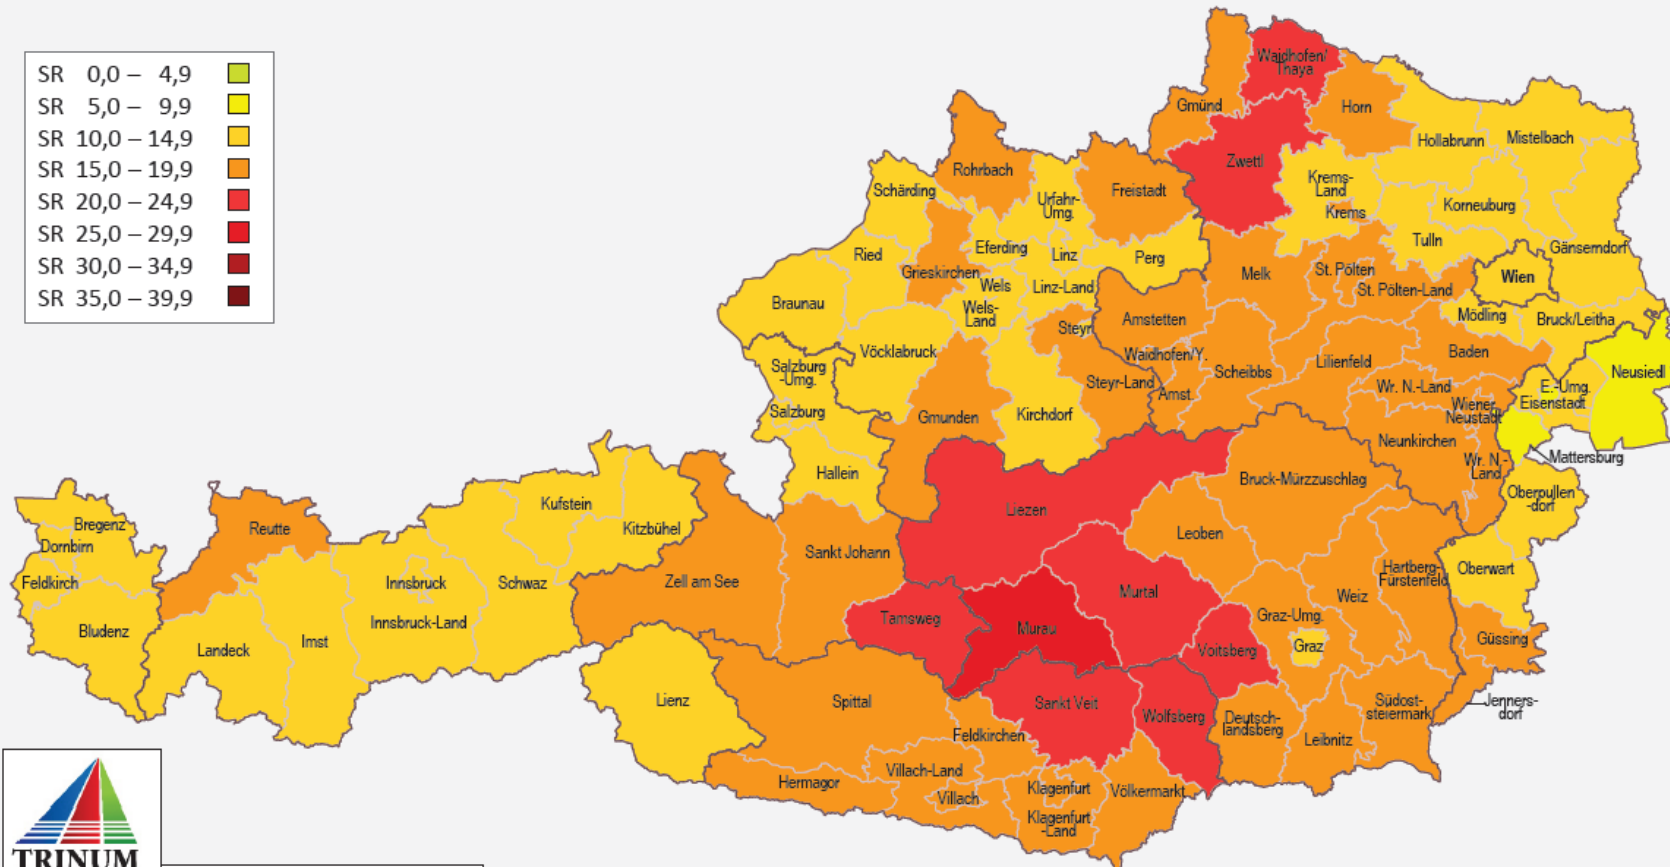 SR 0,0 – 4,9
SR 5,0 – 9,9
SR 10,0 – 14,9
SR 15,0 – 19,9
SR 20,0 – 24,9
SR 25,0 – 29,9
SR 30,0 – 34,9
SR 35,0 – 39,9
Waidhofen/
Thaya
Gmünd
Horn
Hollabrunn
Mistelbach
Zwettl
Rohrbach
Freistadt
Schärding
Krems-
Land
Krems
Urfahr-
Umg.
Korneuburg
Tulln
Gänserndorf
Eferding
Linz
Ried
Perg
Grieskirchen
Melk
St. Pölten
St. Pölten-Land
Wien
Wels
Linz-Land
Braunau
Wels-
Land
Mödling
Bruck/Leitha
Steyr
Amstetten
Vöcklabruck
Waidhofen/Y.
Lilienfeld
Baden
Salzburg
-Umg.
Scheibbs
Neusiedl
Steyr-Land
Amst.
Wr. N.-Land
E.-Umg.
Eisenstadt
Salzburg
Gmunden
Kirchdorf
Wiener
Neustadt
Neunkirchen
Mattersburg
Wr. N.-
Land
Hallein
Bruck-Mürzzuschlag
Oberpullen
-dorf
Kufstein
Liezen
Bregenz
Reutte
Kitzbühel
Leoben
Dornbirn
Sankt Johann
Feldkirch
Innsbruck
Schwaz
Zell am See
Hartberg-
Fürstenfeld
Oberwart
Murtal
Weiz
Bludenz
Innsbruck-Land
Tamsweg
Murau
Graz-Umg.
Landeck
Imst
Voitsberg
Graz
Güssing
Lienz
Spittal
Sankt Veit
Wolfsberg
Südost-
steiermark
Jenners-
dorf
Deutsch-
landsberg
Feldkirchen
Leibnitz
Villach-Land
Hermagor
Villach
Klagenfurt
Völkermarkt
Klagenfurt
-Land
TRINUM